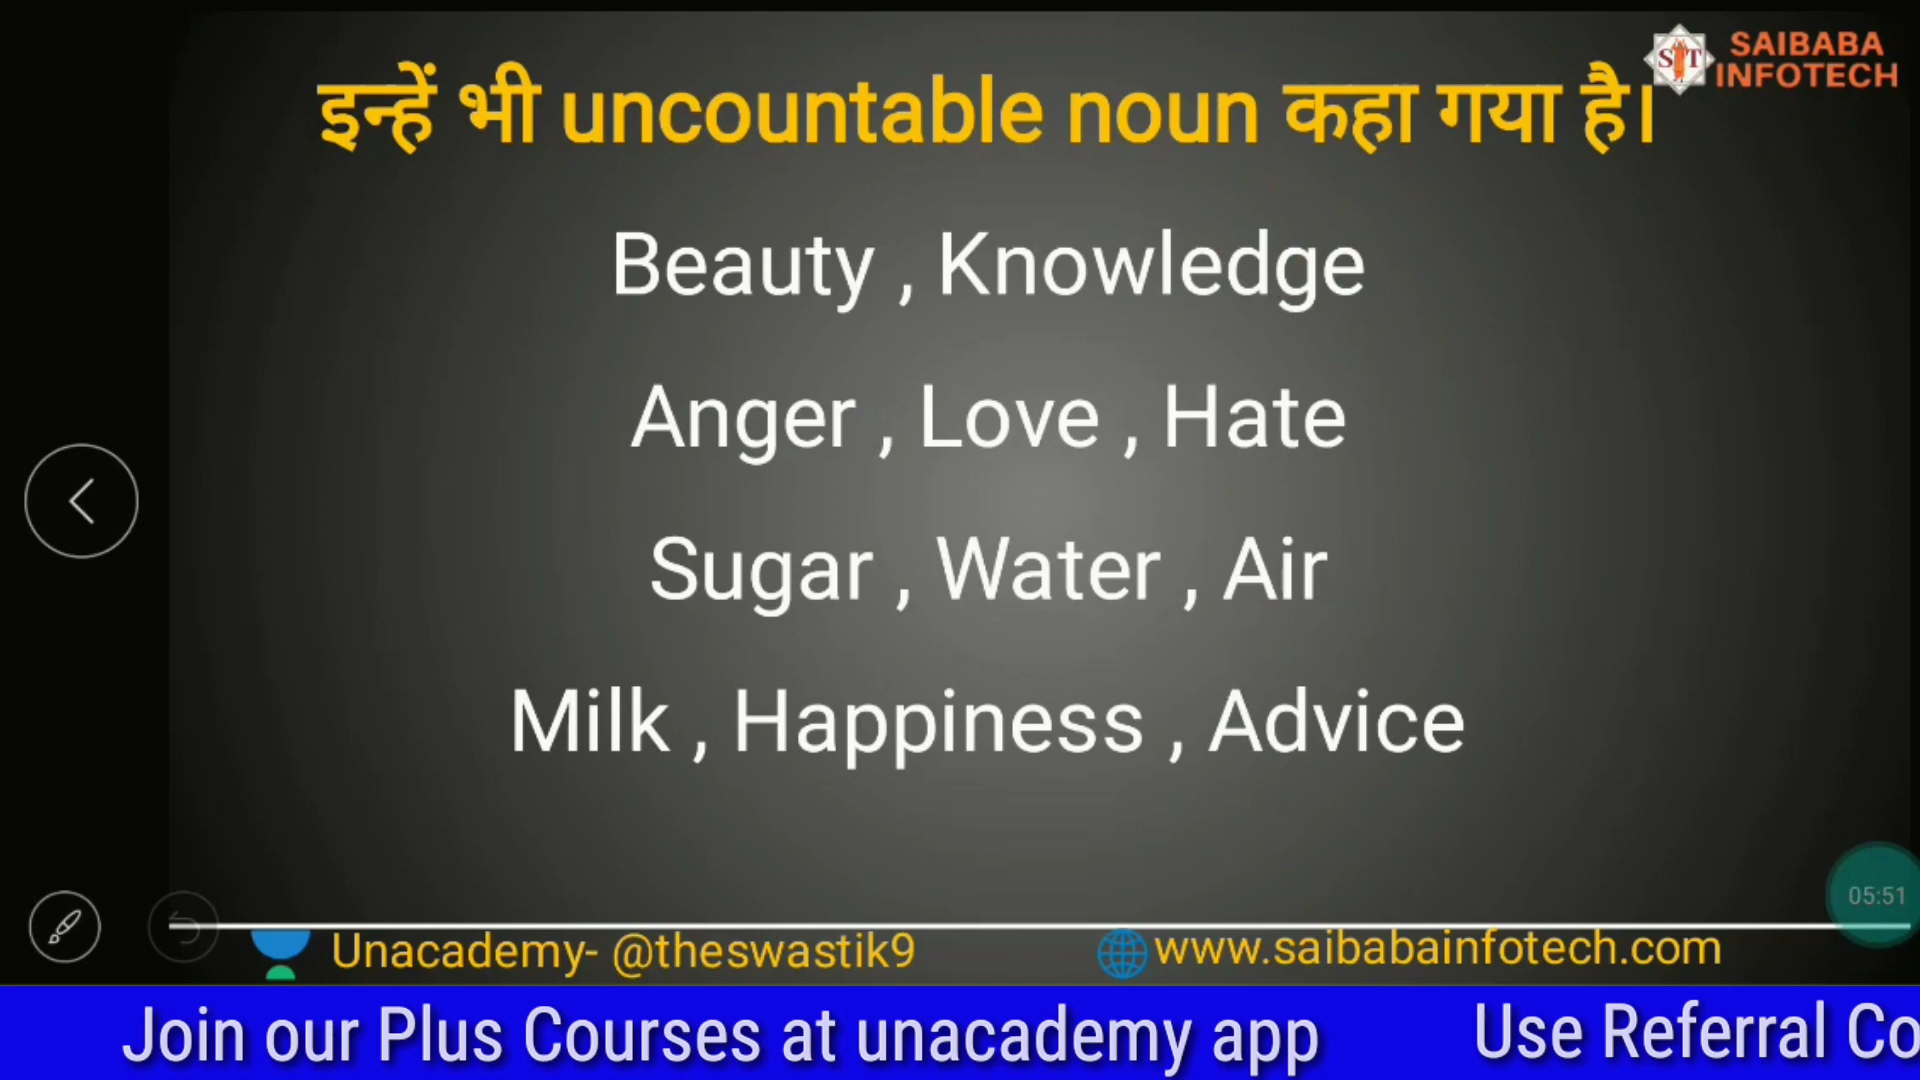 SAIBABA
INFOTECH
S T
इन्हें भी uncountable noun कहा गया है।
Beauty , Knowledge
Anger , Love , Hate
Sugar , Water , Air
Milk , Happiness , Advice
05:51
Unacademy- @theswastik9
www.saibabainfotech.com
Join our Plus Courses at unacademy app
Use Referral Co